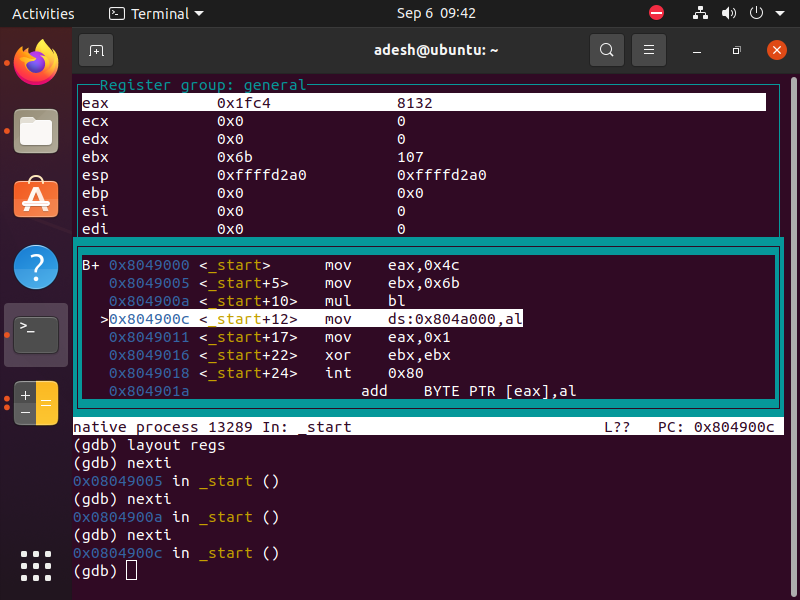 Activities Terminal Sep 6 09:42
adesh@ubuntu: ~
Register group: general
eax 0x1fc4 8132
ecx 0x0 0
edx 0x0 0
ebx 0x6b 107
esp 0xffffd2a0 0xffffd2a0
ebp 0x0 0x0
esi 0x0 0
edi 0x0 0
B+ 0x8049000 <_start> mov eax,0x4c
0x8049005 <_start+5> mov ebx,0x6b
0x804900a <_start+10> mul bl
>0x804900c <_start+12> mov ds:0x804a000,al
0x8049011 <_start+17> mov eax,0x1
0x8049016 <_start+22> xor ebx,ebx
0x8049018 <_start+24> int 0x80
0x804901a add BYTE PTR [eax],al
native process 13289 In: _start L?? PC: 0x804900c
(gdb) layout regs
(gdb) nexti
0x08049005 in _start ()
(gdb) nexti
0x0804900a in _start ()
(gdb) nexti
0x0804900c in _start ()
(gdb)